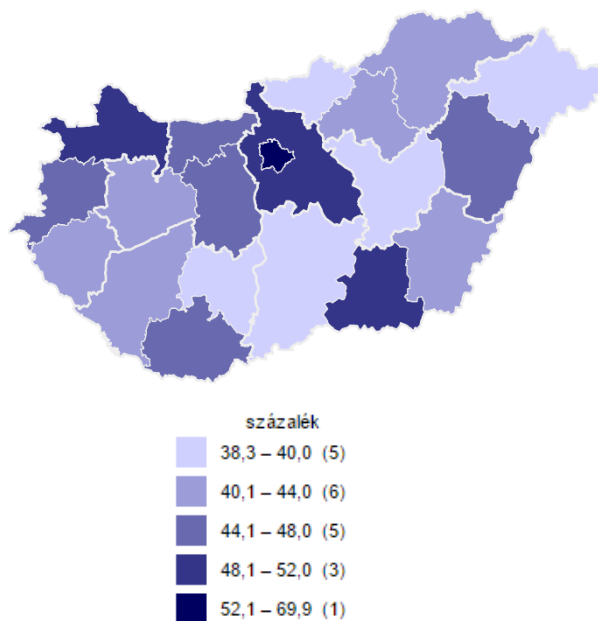 százalék
38,3 – 40,0 (5)
40,1 – 44,0 (6)
44,1 – 48,0 (5)
48,1 – 52,0 (3)
52,1 – 69,9 (1)